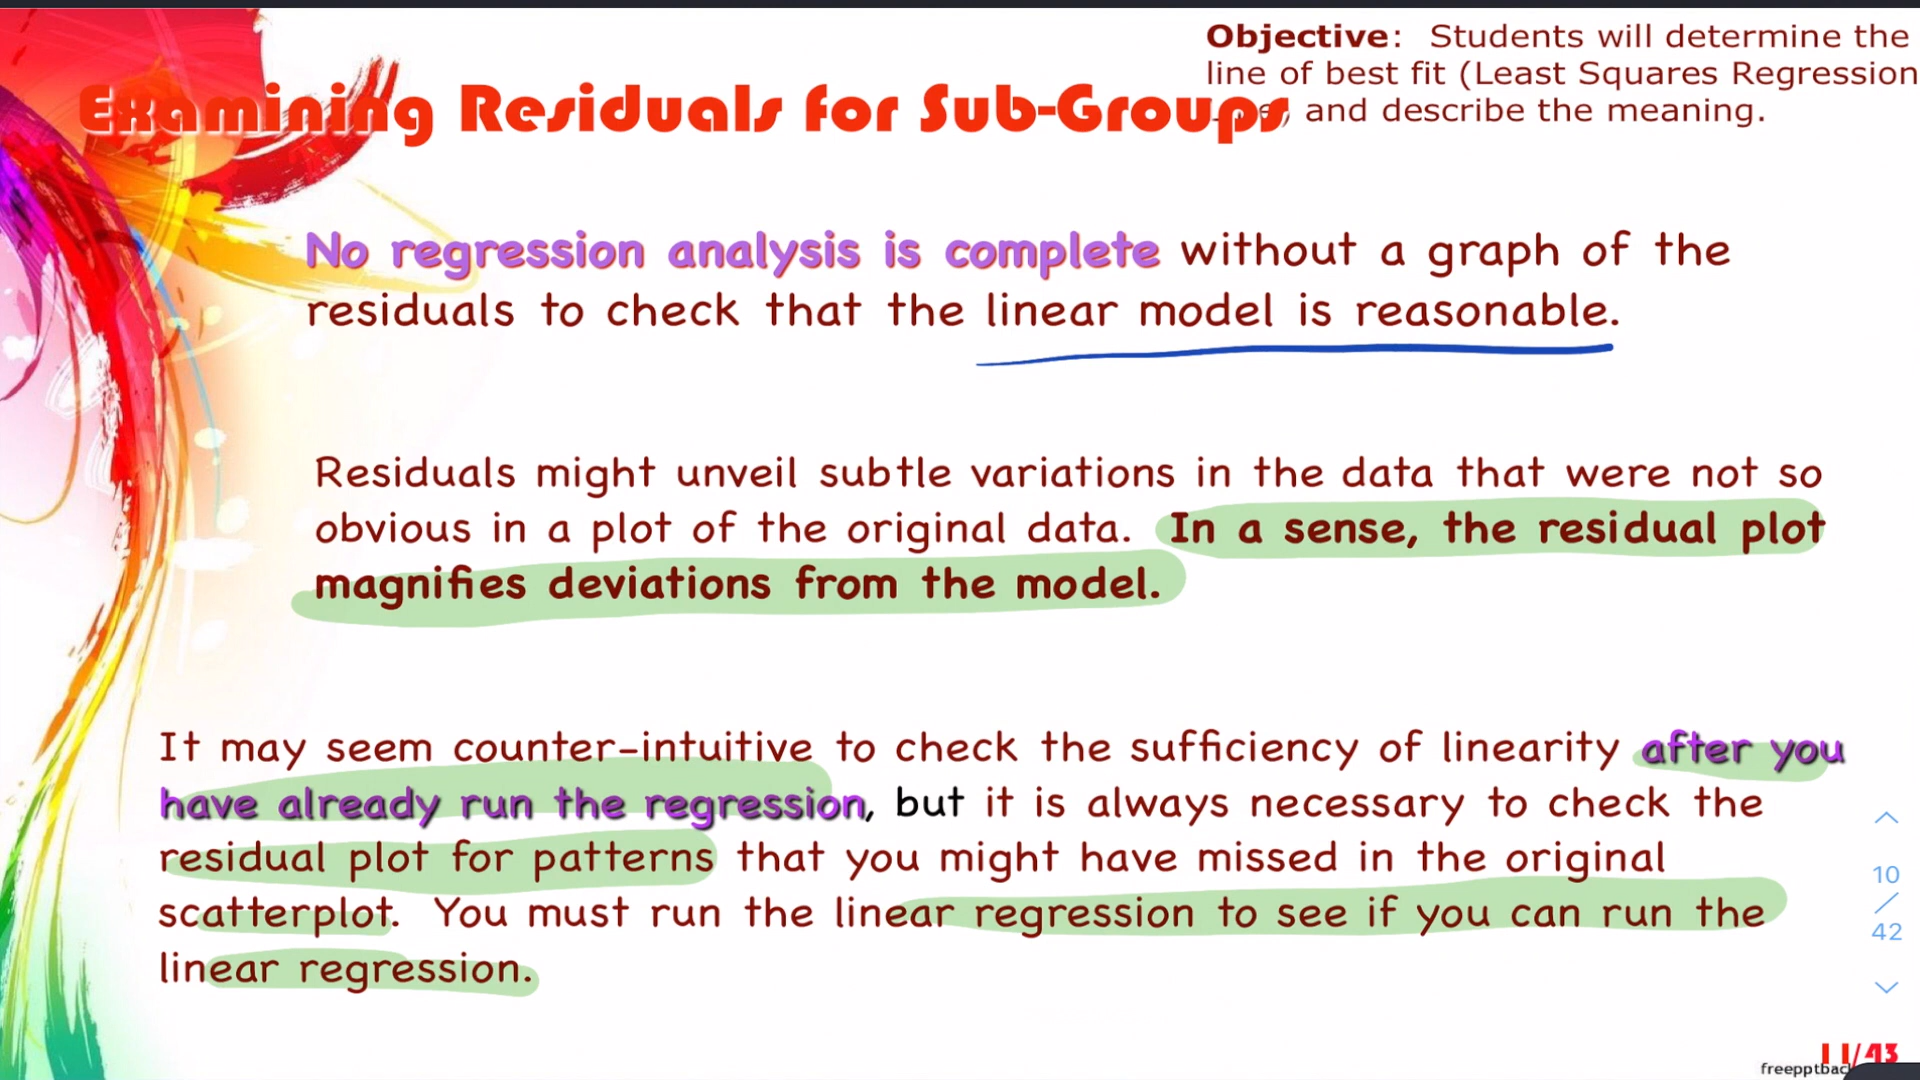 Objective: Students will determine the
line of best fit (Least Squares Regression
and describe the meaning.
Examining Residuals for Sub-Groups
No regression analysis is complete without a graph of the
residuals to check that the linear model is reasonable.
Residuals might unveil subtle variations in the data that were not so
obvious in a plot of the original data. In a sense, the residual plot
magnifies deviations from the model.
It may seem counter-intuitive to check the sufficiency of linearity after you
have already run the regression, but it is always necessary to check the
residual plot for patterns that you might have missed in the original
scatterplot. You must run the linear regression to see if you can run the
linear regression.
10
/
42
11/43